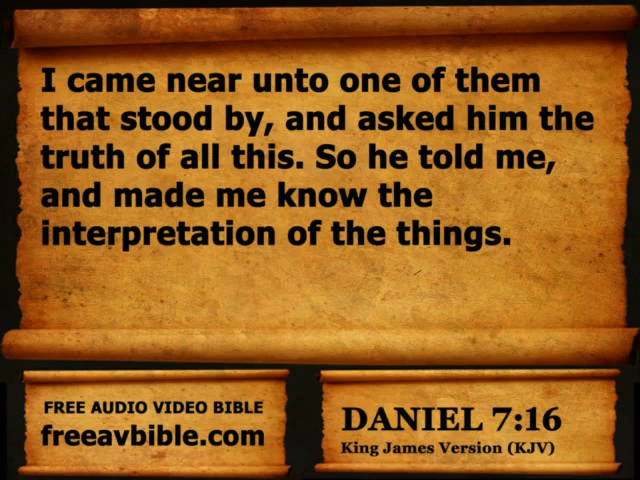 I came near unto one of them
that stood by, and asked him the
truth of all this. So he told me,
and made me know the
interpretation of the things.
FREE AUDIO VIDEO BIBLE
freeavbible.com
DANIEL 7:16
King James Version (KJV)